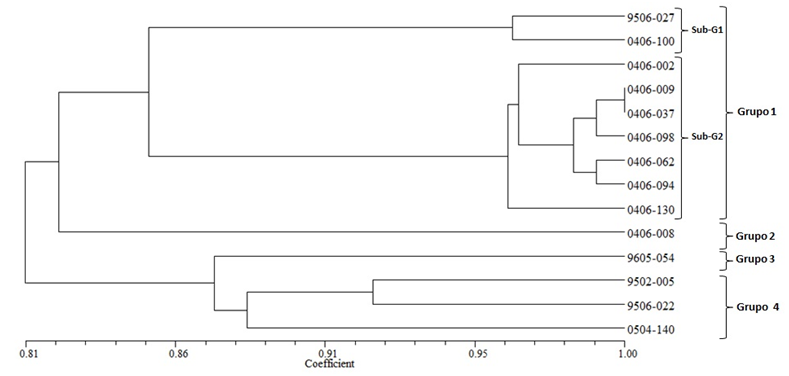 9506-027
Sub-G1
0406-100
0406-002
0406-009
0406-037
Grupo 1
0406-098
Sub-G2
0406-062
0406-094
0406-130
0406-008
Grupo 2
9605-054
Grupo 3
9502-005
9506-022
Grupo 4
0504-140
0.81
0.86
0.91
0.95
1.00
Coefficient